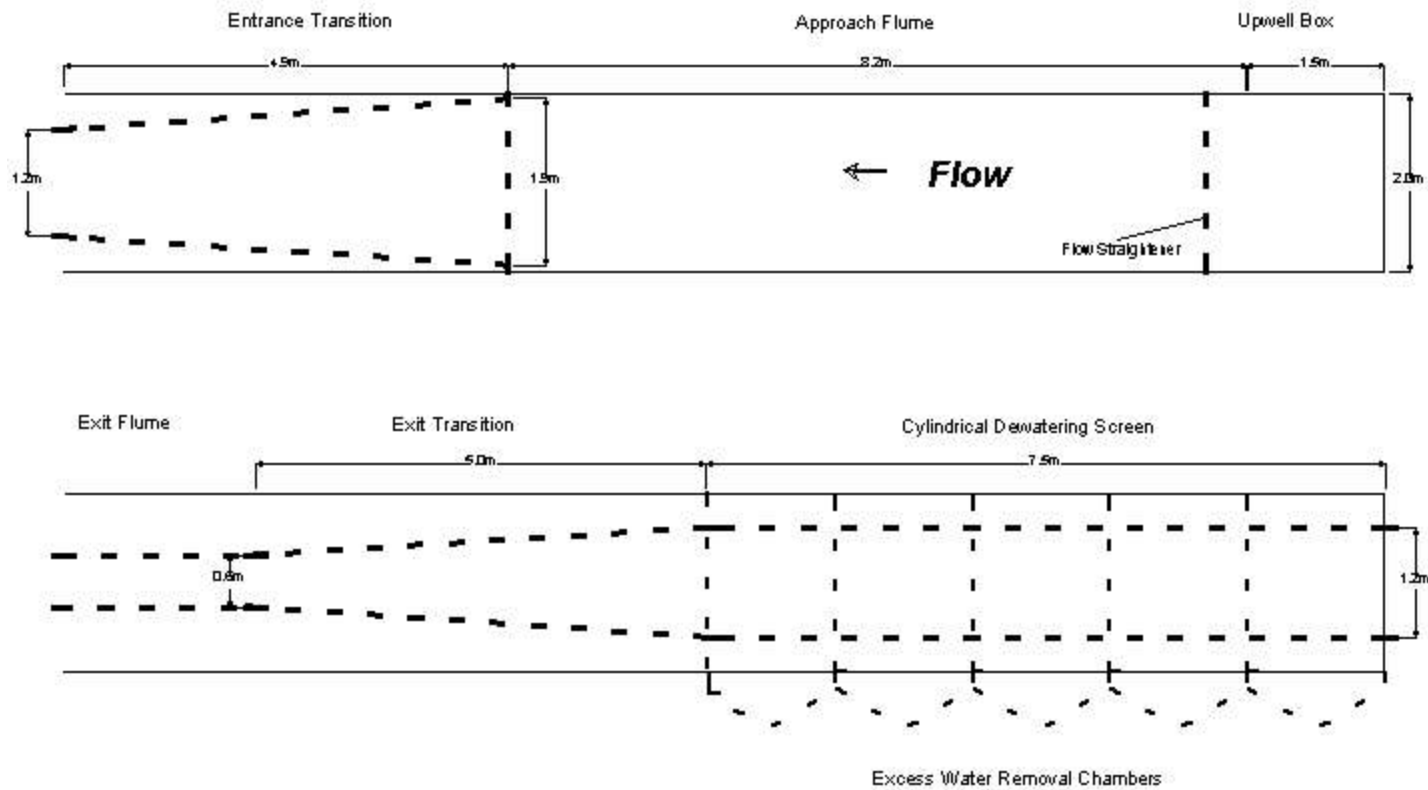 Entrance Transition
Approach Flume
Upwell Box
4.9m
8.2m
1.5m
1.2m
1.9m
Flow
2.0m
Flow Straightener
Exit Flume
Exit Transition
Cylindrical Dewatering Screen
5.0m
7.5m
0.6m
1.2m
Excess Water Removal Chambers